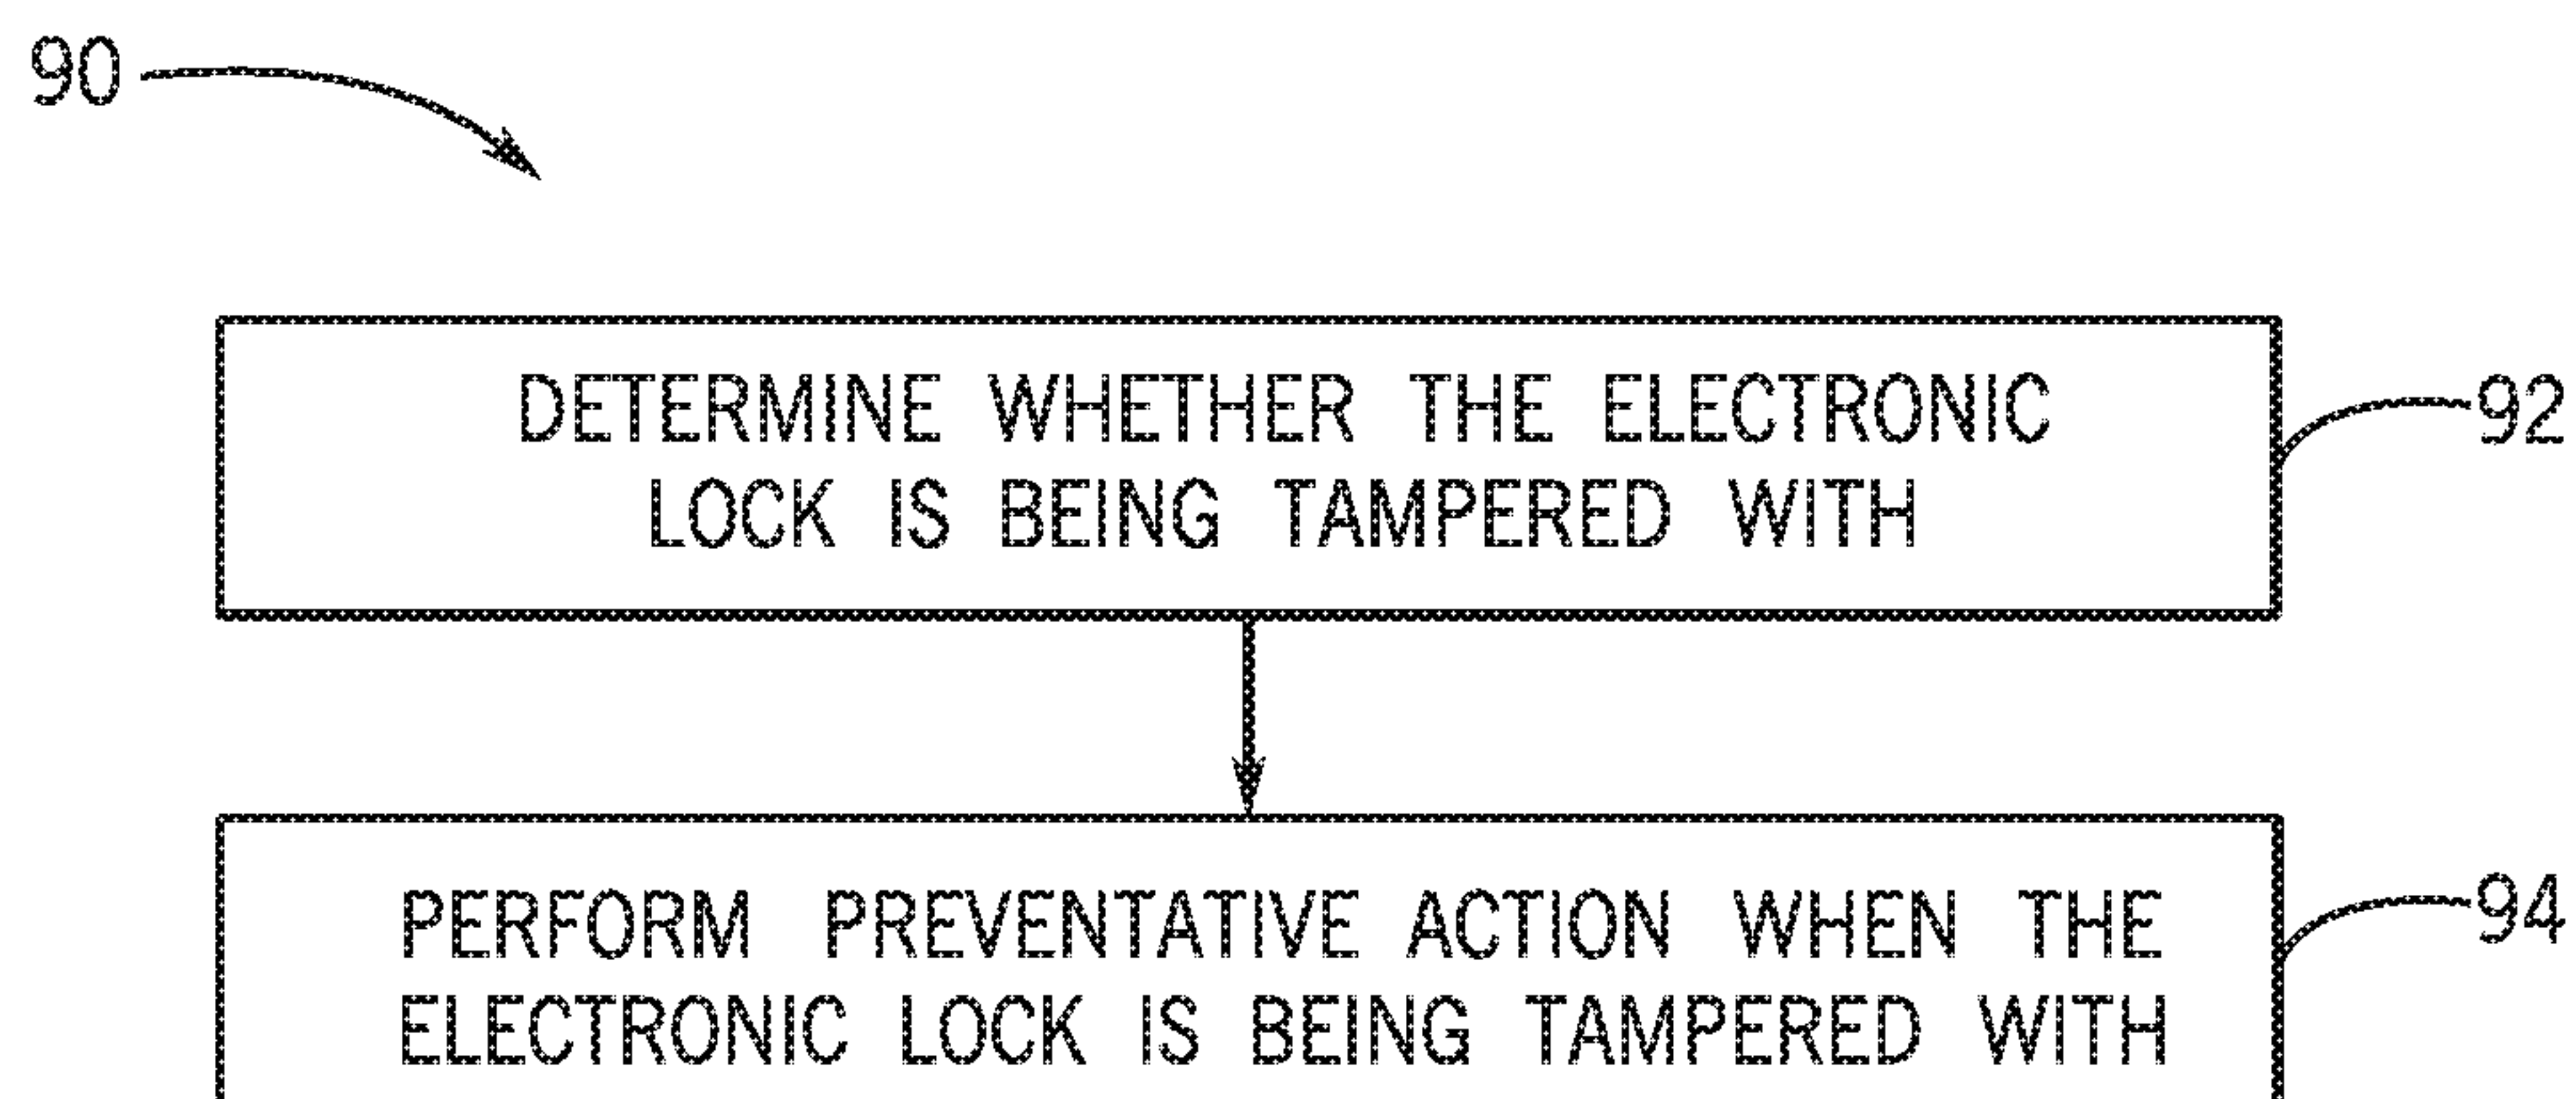 90
DETERMINE WHETHER THE ELECTRONIC
LOCK IS BEING TAMPERED WITH
92
PERFORM PREVENTATIVE ACTION WHEN THE
ELECTRONIC LOCK IS BEING TAMPERED WITH
94